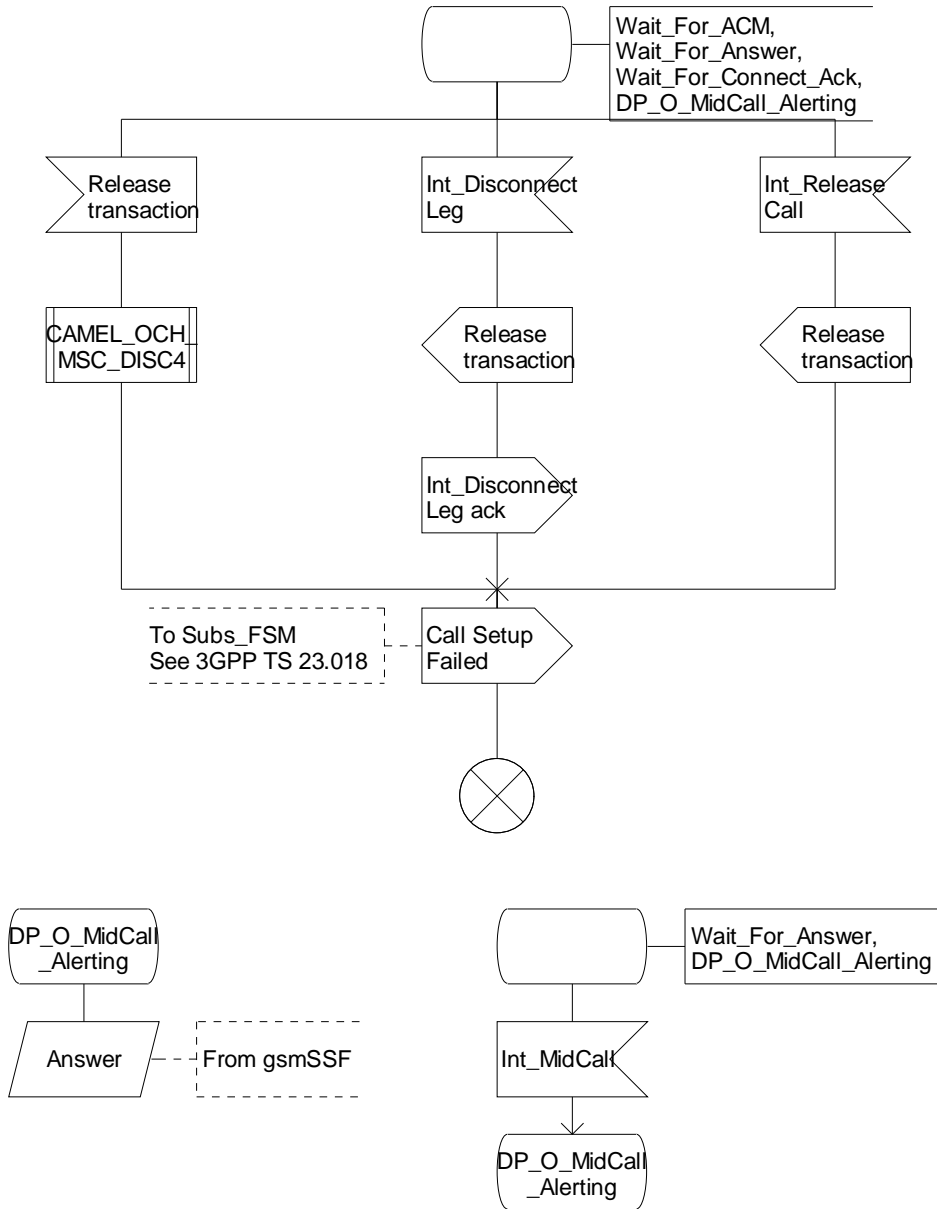 Wait_For_ACM,
Wait_For_Answer,
Wait_For_Connect_Ack,
DP_O_MidCall_Alerting
Release
transaction
Int_Disconnect
Leg
Int_Release
Call
CAMEL_OCH_
MSC_DISC4
Release
transaction
Release
transaction
Int_Disconnect
Leg ack
To Subs_FSM
See 3GPP TS 23.018
Call Setup
Failed
DP_O_MidCall
_Alerting
Wait_For_Answer,
DP_O_MidCall_Alerting
Answer
From gsmSSF
Int_MidCall
DP_O_MidCall
_Alerting